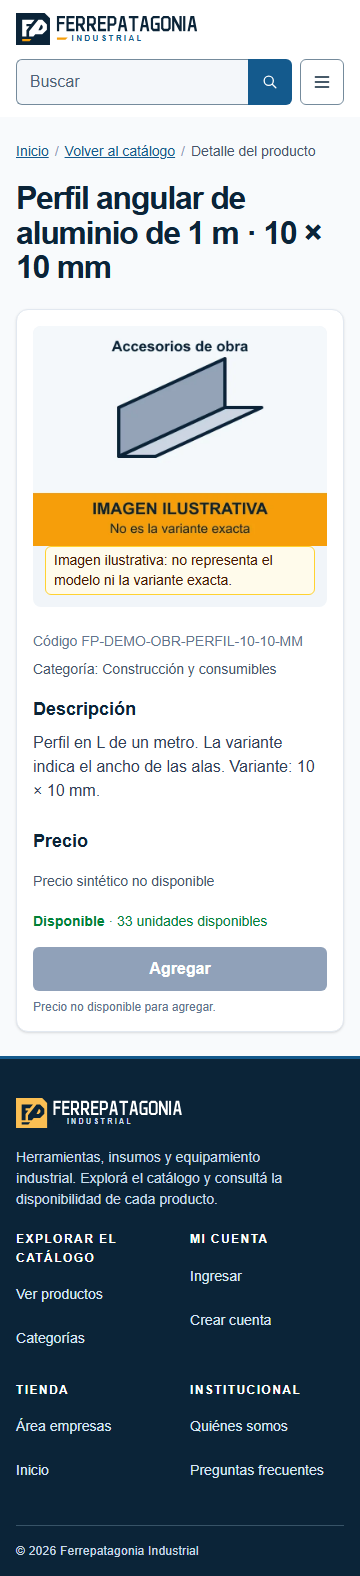 FERREPATAGONIA
INDUSTRIAL
Buscar
Inicio / Volver al catálogo / Detalle del producto
Perfil angular de
aluminio de 1 m · 10 ×
10 mm
Accesorios de obra
IMAGEN ILUSTRATIVA
No es la variante exacta
Imagen ilustrativa: no representa el
modelo ni la variante exacta.
Código FP-DEMO-OBR-PERFIL-10-10-MM
Categoría: Construcción y consumibles
Descripción
Perfil en L de un metro. La variante
indica el ancho de las alas. Variante: 10
× 10 mm.
Precio
Precio sintético no disponible
Disponible · 33 unidades disponibles
Agregar
Precio no disponible para agregar.
FERREPATAGONIA
INDUSTRIAL
Herramientas, insumos y equipamiento
industrial. Explorá el catálogo y consultá la
disponibilidad de cada producto.
EXPLORAR EL
CATÁLOGO
Ver productos
Categorías
MI CUENTA
Ingresar
Crear cuenta
TIENDA
Área empresas
Inicio
INSTITUCIONAL
Quiénes somos
Preguntas frecuentes
© 2026 Ferrepatagonia Industrial